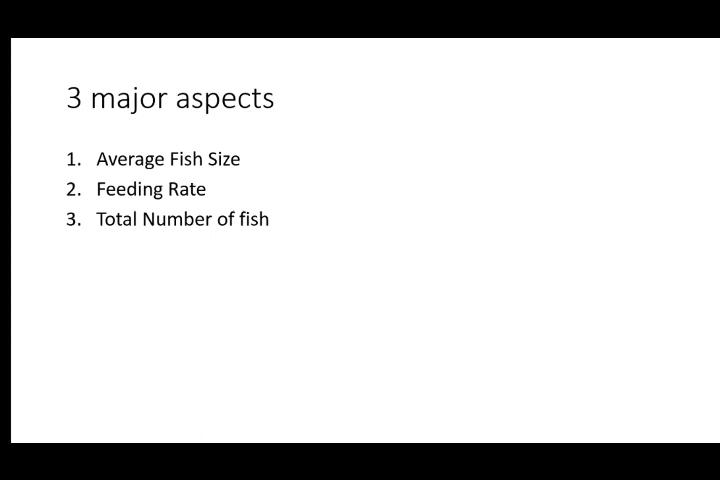 3 major aspects
1. Average Fish Size
2. Feeding Rate
3. Total Number of fish